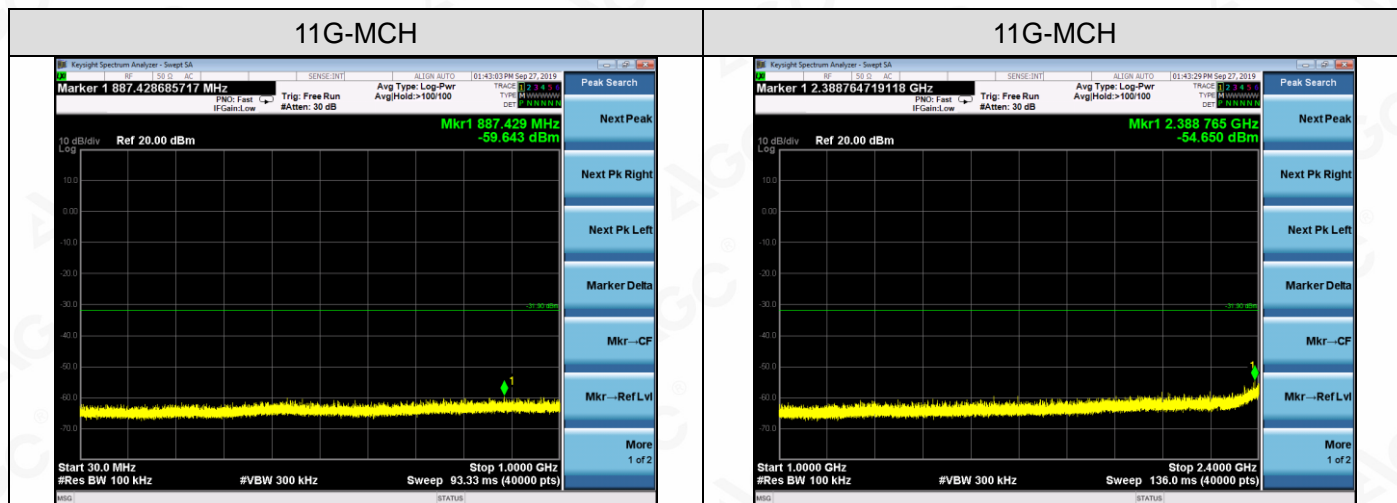 11G-MCH
Keysight Spectrum Analyzer - Swept SA
RF 50 Ω AC SENSE:INT ALIGN AUTO 01:43:03 PM Sep 27, 2019
Marker 1 887.428685717 MHz
PNO: Fast
IFGain:Low
Trig: Free Run
#Atten: 30 dB
Avg Type: Log-Pwr
Avg|Hold:>100/100
TRACE 1 2 3 4 5 6
TYPE M WWWWW
DET P N N N N N
Peak Search
Mkr1 887.429 MHz
-59.643 dBm
10 dB/div Ref 20.00 dBm
Log
10.0
0.00
-10.0
-20.0
-30.0
-31.90 dBm
-40.0
-50.0
-60.0
-70.0
1
Start 30.0 MHz
Stop 1.0000 GHz
#Res BW 100 kHz
#VBW 300 kHz
Sweep 93.33 ms (40000 pts)
MSG
STATUS
Next Peak
Next Pk Right
Next Pk Left
Marker Delta
Mkr→CF
Mkr→Ref Lvl
More
1 of 2
11G-MCH
Keysight Spectrum Analyzer - Swept SA
RF 50 Ω AC SENSE:INT ALIGN AUTO 01:43:29 PM Sep 27, 2019
Marker 1 2.388764719118 GHz
PNO: Fast
IFGain:Low
Trig: Free Run
#Atten: 30 dB
Avg Type: Log-Pwr
Avg|Hold:>100/100
TRACE 1 2 3 4 5 6
TYPE M WWWWW
DET P N N N N N
Peak Search
Mkr1 2.388 765 GHz
-54.650 dBm
10 dB/div Ref 20.00 dBm
Log
10.0
0.00
-10.0
-20.0
-30.0
-31.90 dBm
-40.0
-50.0
-60.0
-70.0
1
Start 1.0000 GHz
Stop 2.4000 GHz
#Res BW 100 kHz
#VBW 300 kHz
Sweep 136.0 ms (40000 pts)
MSG
STATUS
Next Peak
Next Pk Right
Next Pk Left
Marker Delta
Mkr→CF
Mkr→Ref Lvl
More
1 of 2